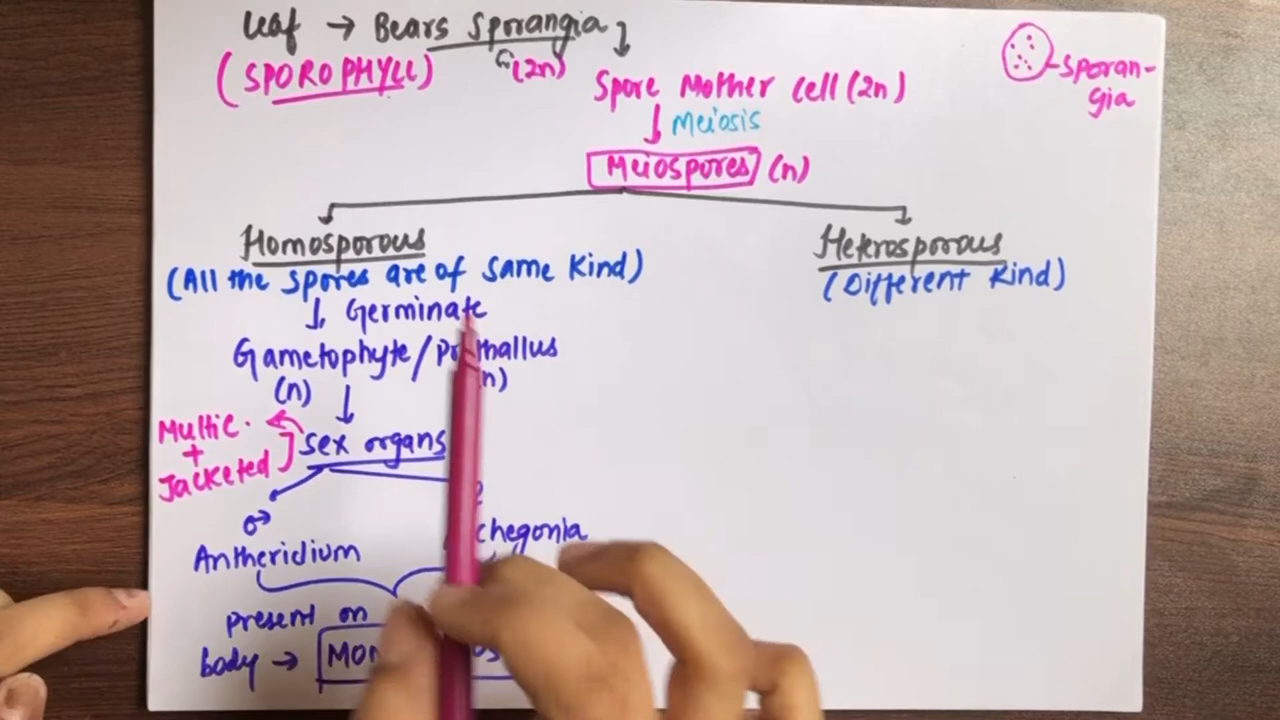 Leaf → Bears Sporangia
(SPOROPHYLL)
(2n)
Spore Mother Cell (2n)
Meiosis
Meiospores (n)
Sporan-
gia
Homosporous
(All the spores are of same kind)
Germinate
Gametophyte/
(n)
Multic.
+
Jacketed
sex organs
♂
Antheridium
present on
body →
Hetrosporous
(Different Kind)